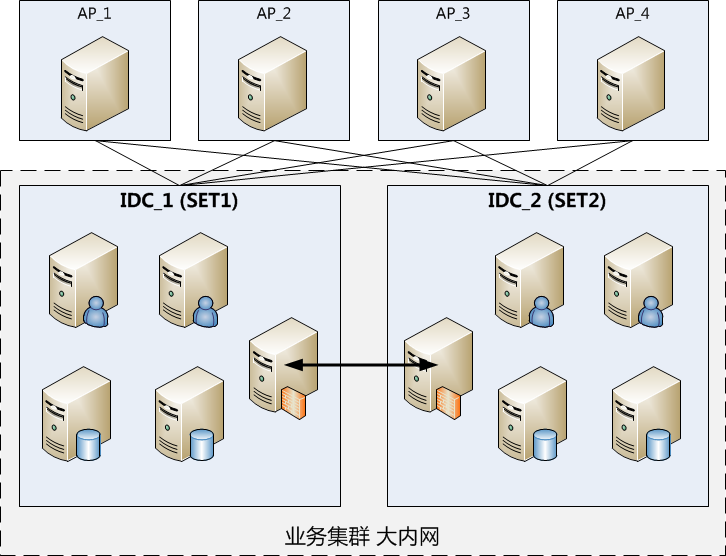 AP_1
AP_2
AP_3
AP_4
IDC_1 (SET1)
IDC_2 (SET2)
业务集群 大内网